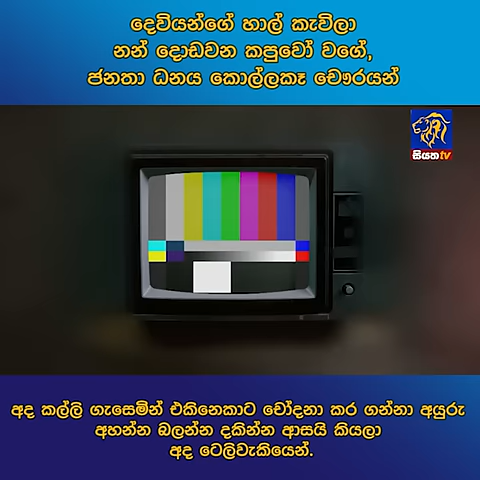 දෙවියන්ගේ හාල් කැවිලා
නන් දොඩවන කපුවෝ වගේ,
ජනතා ධනය කොල්ලකෑ චෞරයන්
සියතtv
අද කල්ලි ගැසෙමින් එකිනෙකාට චෝදනා කර ගන්නා අයුරු
අහන්න බලන්න දකින්න ආසයි කියලා
අද ටෙලිවැකියෙන්.